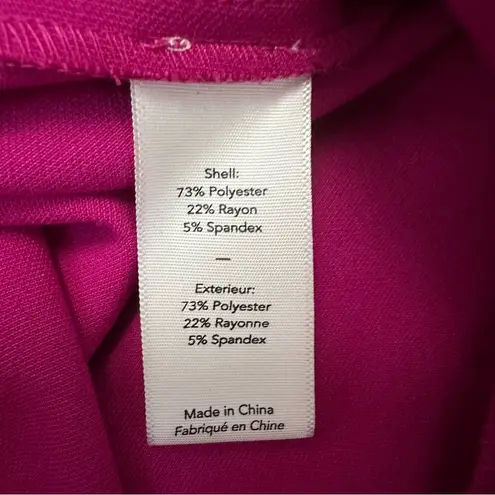 Shell:
73% Polyester
22% Rayon
5% Spandex
—
Exterieur:
73% Polyester
22% Rayonne
5% Spandex
Made in China
Fabriqué en Chine